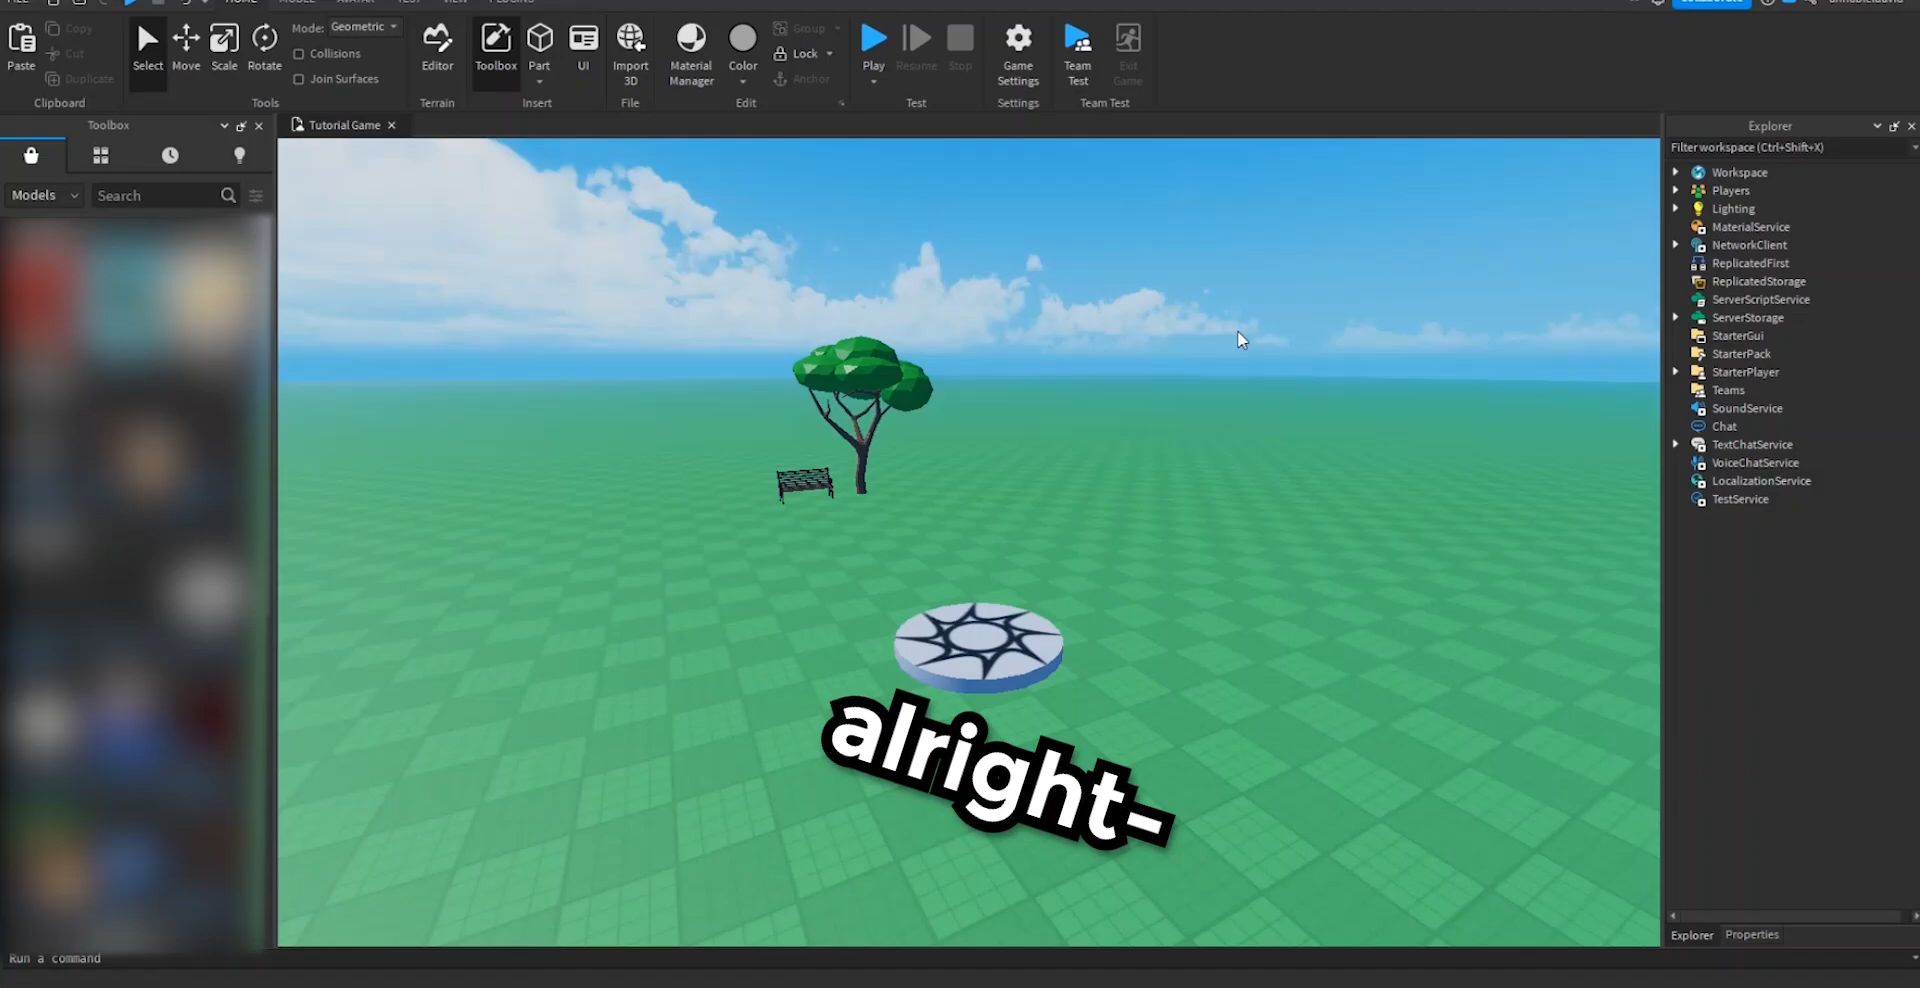 HOME
Paste
Copy
Cut
Duplicate
Clipboard
Select
Move
Scale
Rotate
Mode: Geometric
Collisions
Join Surfaces
Tools
Editor
Terrain
Toolbox
Part
UI
Insert
Import
3D
File
Material
Manager
Color
Group
Lock
Anchor
Edit
Play
Resume
Stop
Test
Game
Settings
Settings
Team
Test
Exit
Game
Team Test
Toolbox
Models
Search
Tutorial Game
alright-
Explorer
Filter workspace (Ctrl+Shift+X)
Workspace
Players
Lighting
MaterialService
NetworkClient
ReplicatedFirst
ReplicatedStorage
ServerScriptService
ServerStorage
StarterGui
StarterPack
StarterPlayer
Teams
SoundService
Chat
TextChatService
VoiceChatService
LocalizationService
TestService
Explorer
Properties
Run a command